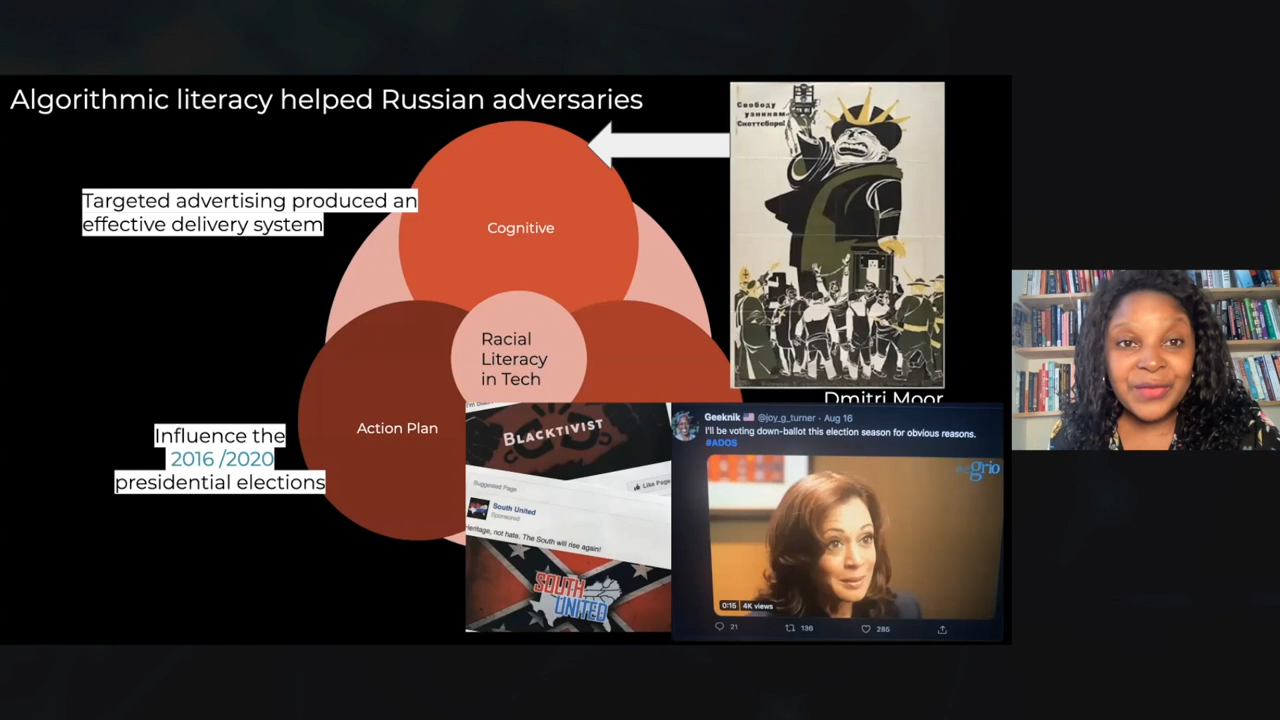 Algorithmic literacy helped Russian adversaries
Свободу
узникам
Скоттсборо!
Targeted advertising produced an
effective delivery system
Cognitive
Racial
Literacy
in Tech
Action Plan
Influence the
2016 /2020
presidential elections
Dmitri Moor
BLACKTIVIST
Suggested Page
Like Page
South United
Sponsored
Heritage, not hate. The South will rise again!
SOUTH
UNITED
Geeknik 🇺🇸 @joy_g_turner · Aug 16
I'll be voting down-ballot this election season for obvious reasons.
#ADOS
grio
0:15 4K views
21 136 285